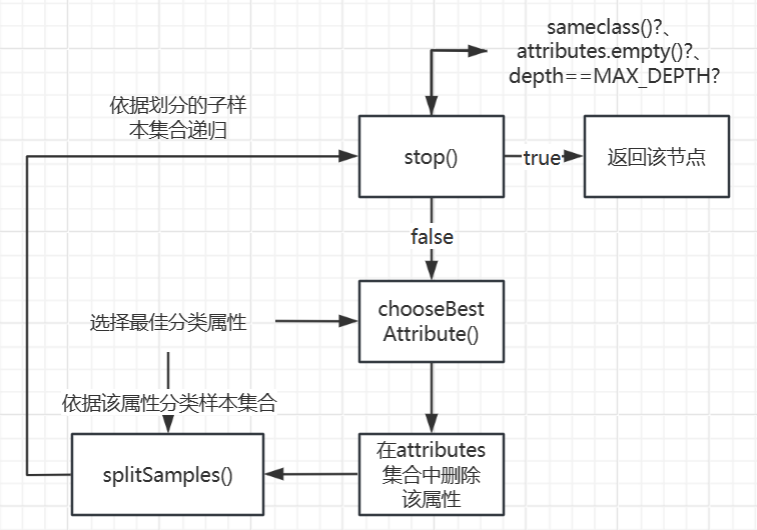 sameclass()?、
attributes.empty()?、
depth==MAX_DEPTH?
依据划分的子样
本集合递归
stop()
true
返回该节点
false
选择最佳分类属性
chooseBest
Attribute()
依据该属性分类样本集合
splitSamples()
在attributes
集合中删除
该属性